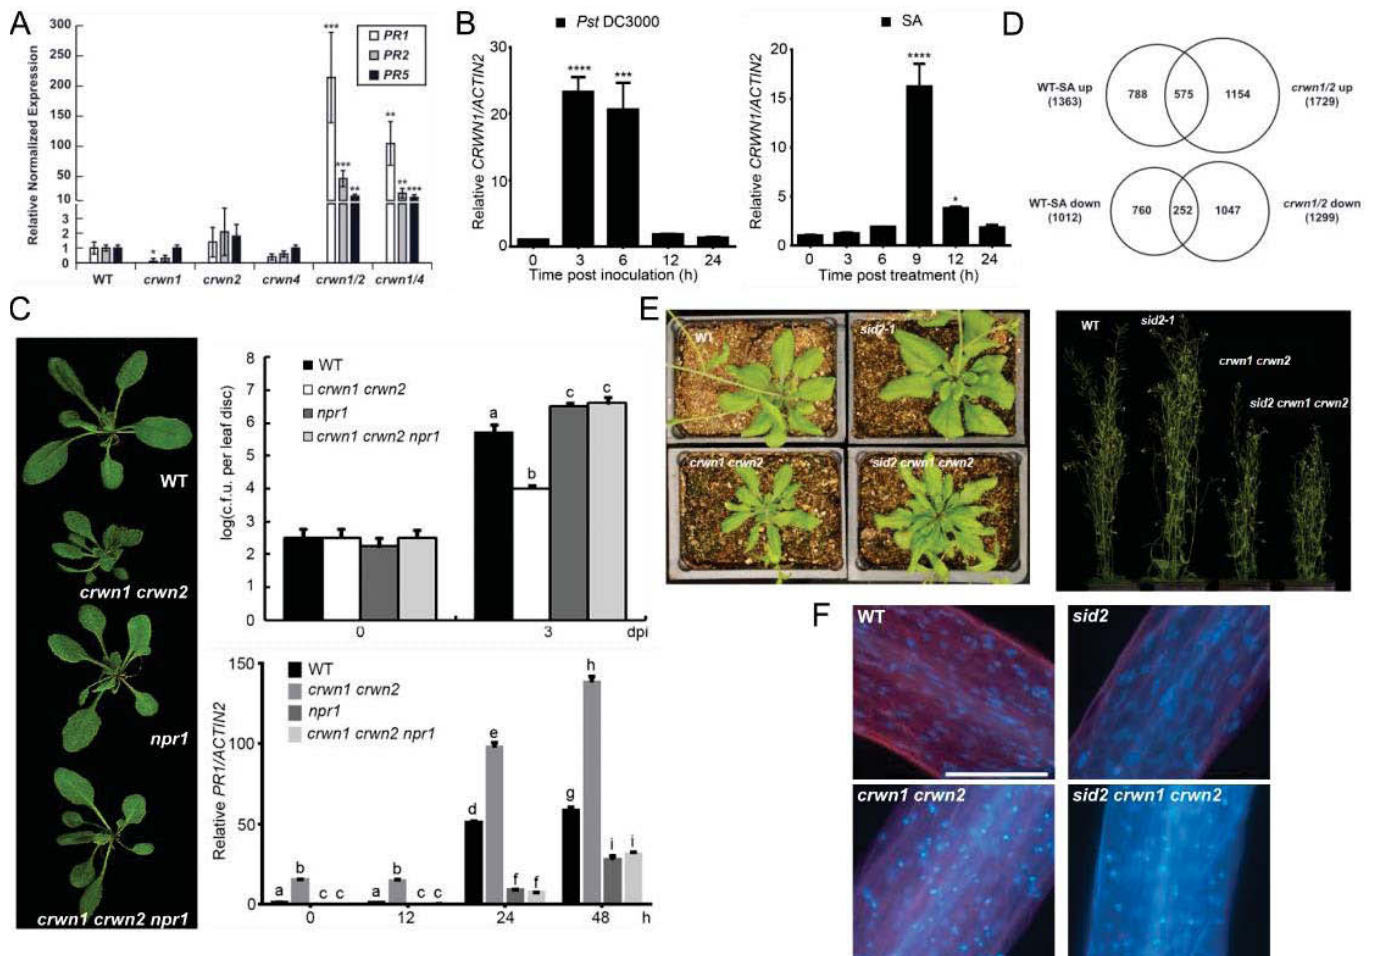 A
Relative Normalized Expression
300
250
200
150
100
50
10
3
2
1
0
***
**
*
***
**
**
**
***
PR1
PR2
PR5
WT
crwn1
crwn2
crwn4
crwn1/2
crwn1/4
B
Pst DC3000
Relative CRWN1/ACTIN2
30
20
10
0
****
***
0 3 6 12 24
Time post inoculation (h)
SA
Relative CRWN1/ACTIN2
20
15
10
5
0
****
*
0 3 6 9 12 24
Time post treatment (h)
D
WT-SA up
(1363)
788 575 1154
crwn1/2 up
(1729)
WT-SA down
(1012)
760 252 1047
crwn1/2 down
(1299)
C
WT
crwn1 crwn2
npr1
crwn1 crwn2 npr1
log(c.f.u. per leaf disc)
8
7
6
5
4
3
2
1
0
WT
crwn1 crwn2
npr1
crwn1 crwn2 npr1
a b c c
0 3 dpi
Relative PR1/ACTIN2
150
100
50
0
WT
crwn1 crwn2
npr1
crwn1 crwn2 npr1
a b c c
a b c c
d e f f
g h i i
0 12 24 48 h
E
WT
sid2-1
crwn1 crwn2
sid2 crwn1 crwn2
WT
sid2-1
crwn1 crwn2
sid2 crwn1 crwn2
F
WT
sid2
crwn1 crwn2
sid2 crwn1 crwn2